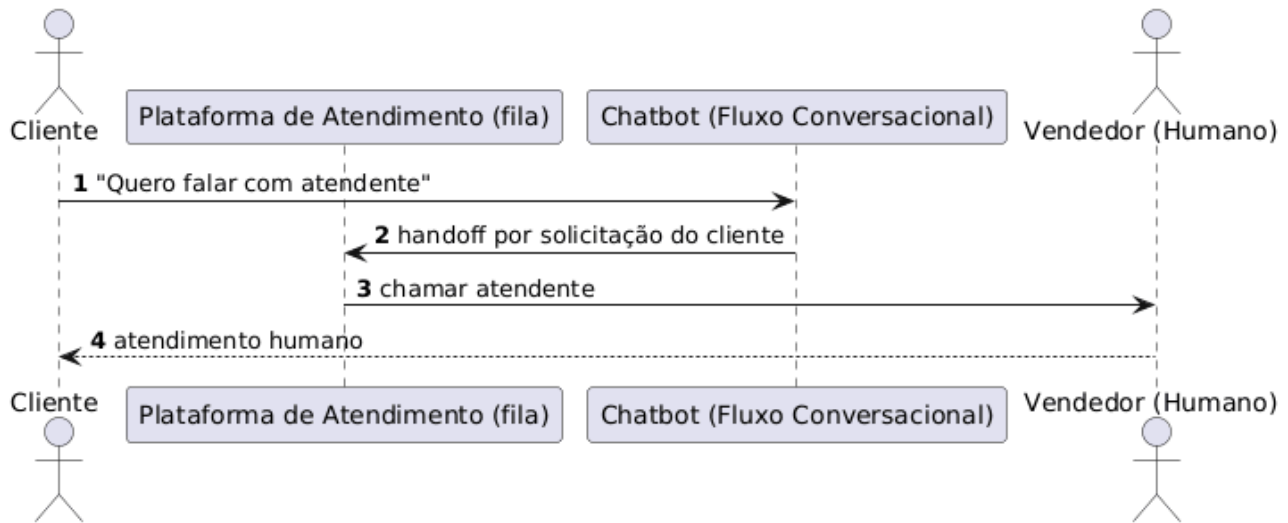 Cliente
Plataforma de Atendimento (fila)
Chatbot (Fluxo Conversacional)
Vendedor (Humano)
1 "Quero falar com atendente"
2 handoff por solicitação do cliente
3 chamar atendente
4 atendimento humano
Cliente
Plataforma de Atendimento (fila)
Chatbot (Fluxo Conversacional)
Vendedor (Humano)